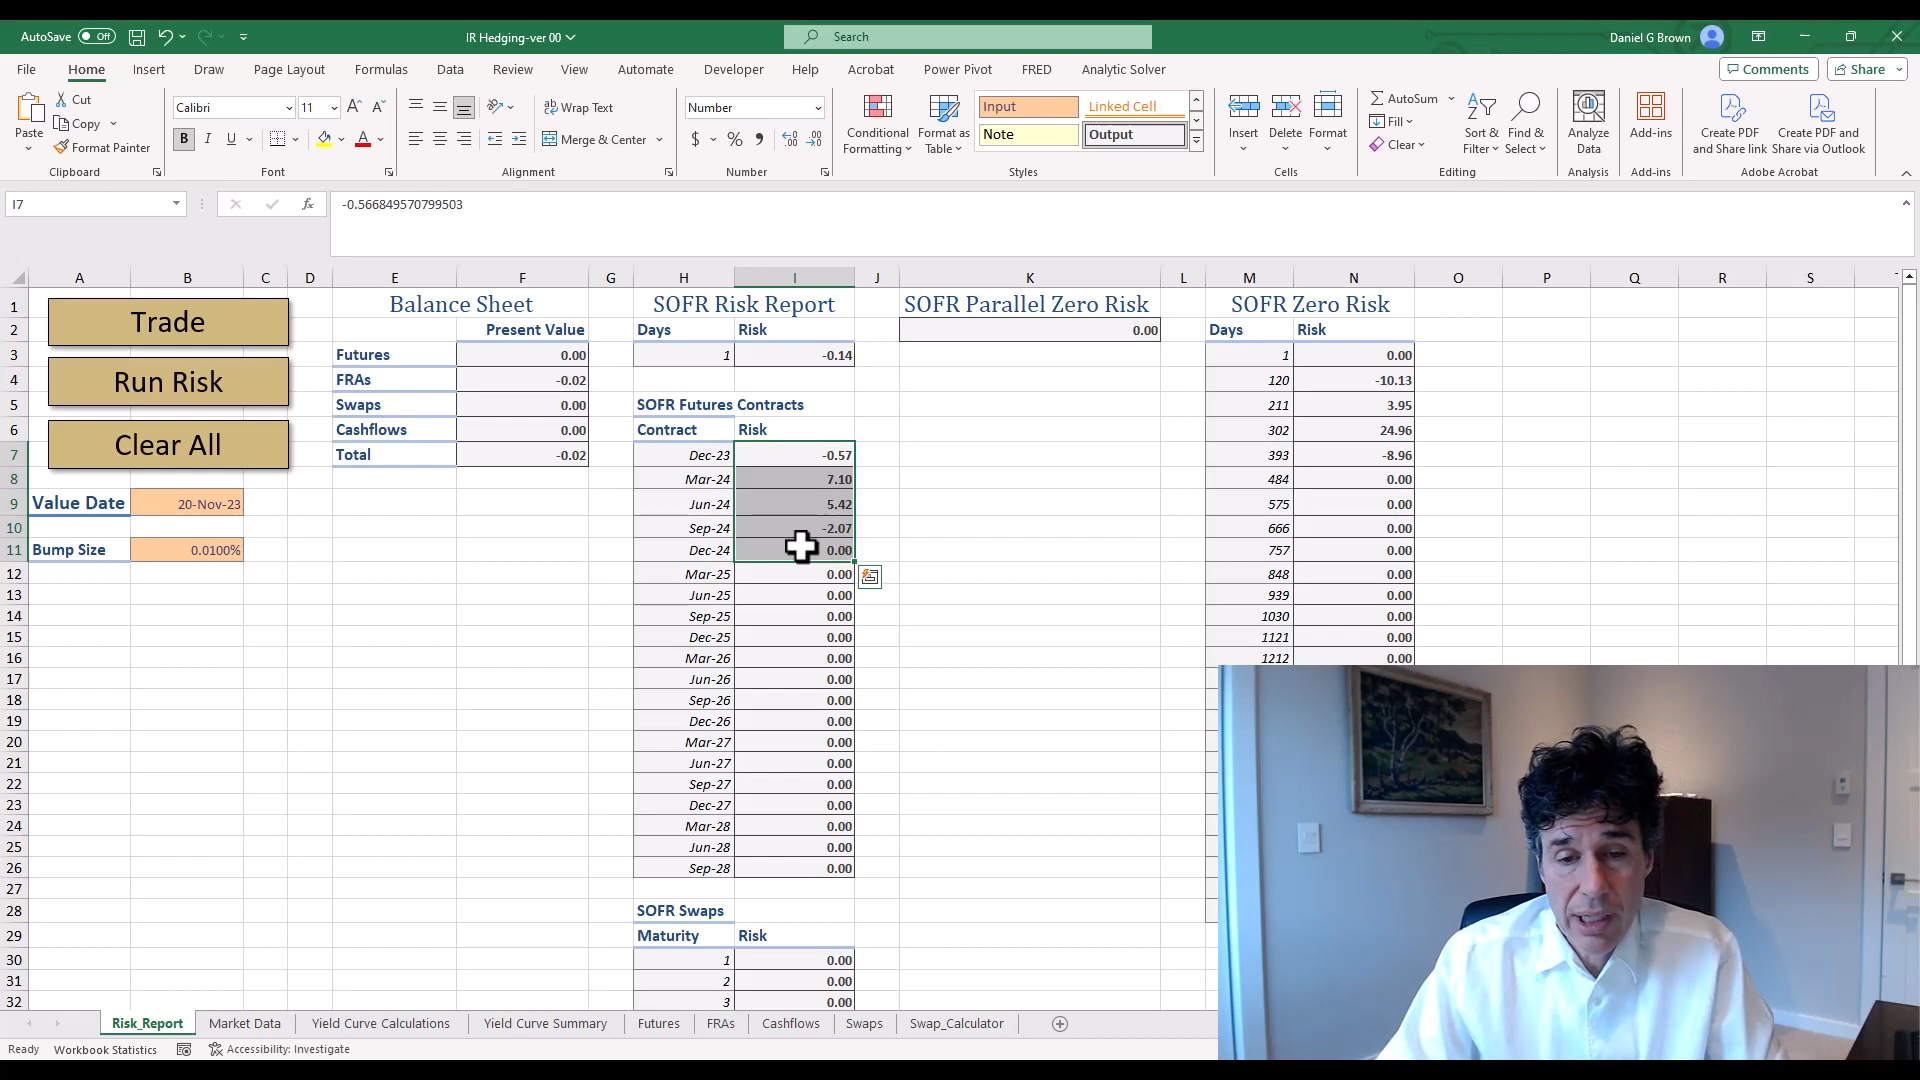 AutoSave Off IR Hedging-ver 00 Search Daniel G Brown
File Home Insert Draw Page Layout Formulas Data Review View Automate Developer Help Acrobat Power Pivot FRED Analytic Solver Comments Share
Paste Cut Copy Format Painter Clipboard
Calibri 11 B I U Font
Wrap Text Merge & Center Alignment
Number $ % Number
Conditional Formatting Format as Table Input Linked Cell Note Output Styles
Insert Delete Format Cells
AutoSum Fill Clear Sort & Filter Find & Select Editing
Analyze Data Analysis
Add-ins Add-ins
Create PDF and Share link Create PDF and Share via Outlook Adobe Acrobat
I7 fx -0.566849570799503
A B C D E F G H I J K L M N O P Q R S
1 Balance Sheet SOFR Risk Report SOFR Parallel Zero Risk SOFR Zero Risk
Trade
2 Present Value Days Risk 0.00 Days Risk
3 Futures 0.00 1 -0.14 1 0.00
Run Risk
4 FRAs -0.02 120 -10.13
5 Swaps 0.00 SOFR Futures Contracts 211 3.95
6 Cashflows 0.00 Contract Risk 302 24.96
Clear All
7 Total -0.02 Dec-23 -0.57 393 -8.96
8 Mar-24 7.10 484 0.00
9 Value Date 20-Nov-23 Jun-24 5.42 575 0.00
10 Sep-24 -2.07 666 0.00
11 Bump Size 0.0100% Dec-24 0.00 757 0.00
12 Mar-25 0.00 848 0.00
13 Jun-25 0.00 939 0.00
14 Sep-25 0.00 1030 0.00
15 Dec-25 0.00 1121 0.00
16 Mar-26 0.00 1212 0.00
17 Jun-26 0.00
18 Sep-26 0.00
19 Dec-26 0.00
20 Mar-27 0.00
21 Jun-27 0.00
22 Sep-27 0.00
23 Dec-27 0.00
24 Mar-28 0.00
25 Jun-28 0.00
26 Sep-28 0.00
27
28 SOFR Swaps
29 Maturity Risk
30 1 0.00
31 2 0.00
32 3 0.00
Risk_Report Market Data Yield Curve Calculations Yield Curve Summary Futures FRAs Cashflows Swaps Swap_Calculator
Ready Workbook Statistics Accessibility: Investigate